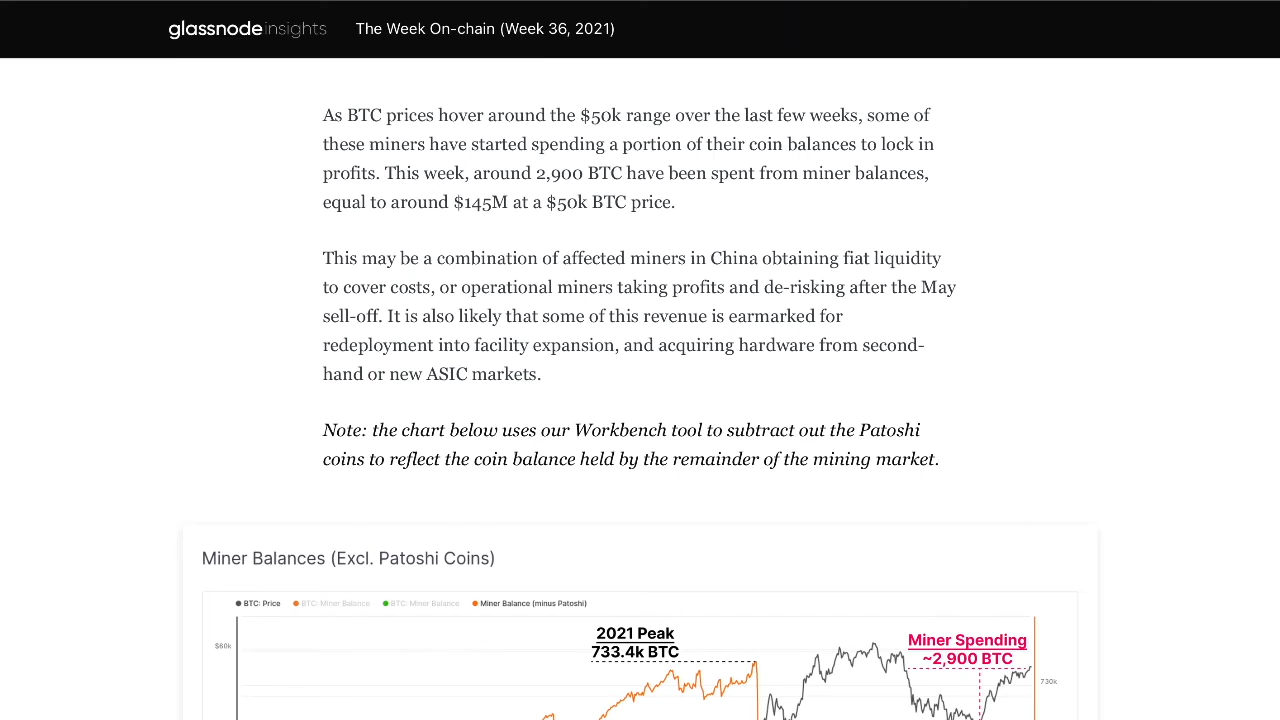 glassnode insights The Week On-chain (Week 36, 2021)
As BTC prices hover around the $50k range over the last few weeks, some of
these miners have started spending a portion of their coin balances to lock in
profits. This week, around 2,900 BTC have been spent from miner balances,
equal to around $145M at a $50k BTC price.
This may be a combination of affected miners in China obtaining fiat liquidity
to cover costs, or operational miners taking profits and de-risking after the May
sell-off. It is also likely that some of this revenue is earmarked for
redeployment into facility expansion, and acquiring hardware from second-
hand or new ASIC markets.
Note: the chart below uses our Workbench tool to subtract out the Patoshi
coins to reflect the coin balance held by the remainder of the mining market.
Miner Balances (Excl. Patoshi Coins)
BTC: Price BTC: Miner Balance BTC: Miner Balance Miner Balance (minus Patoshi)
2021 Peak
733.4k BTC
Miner Spending
~2,900 BTC
$60k
730k